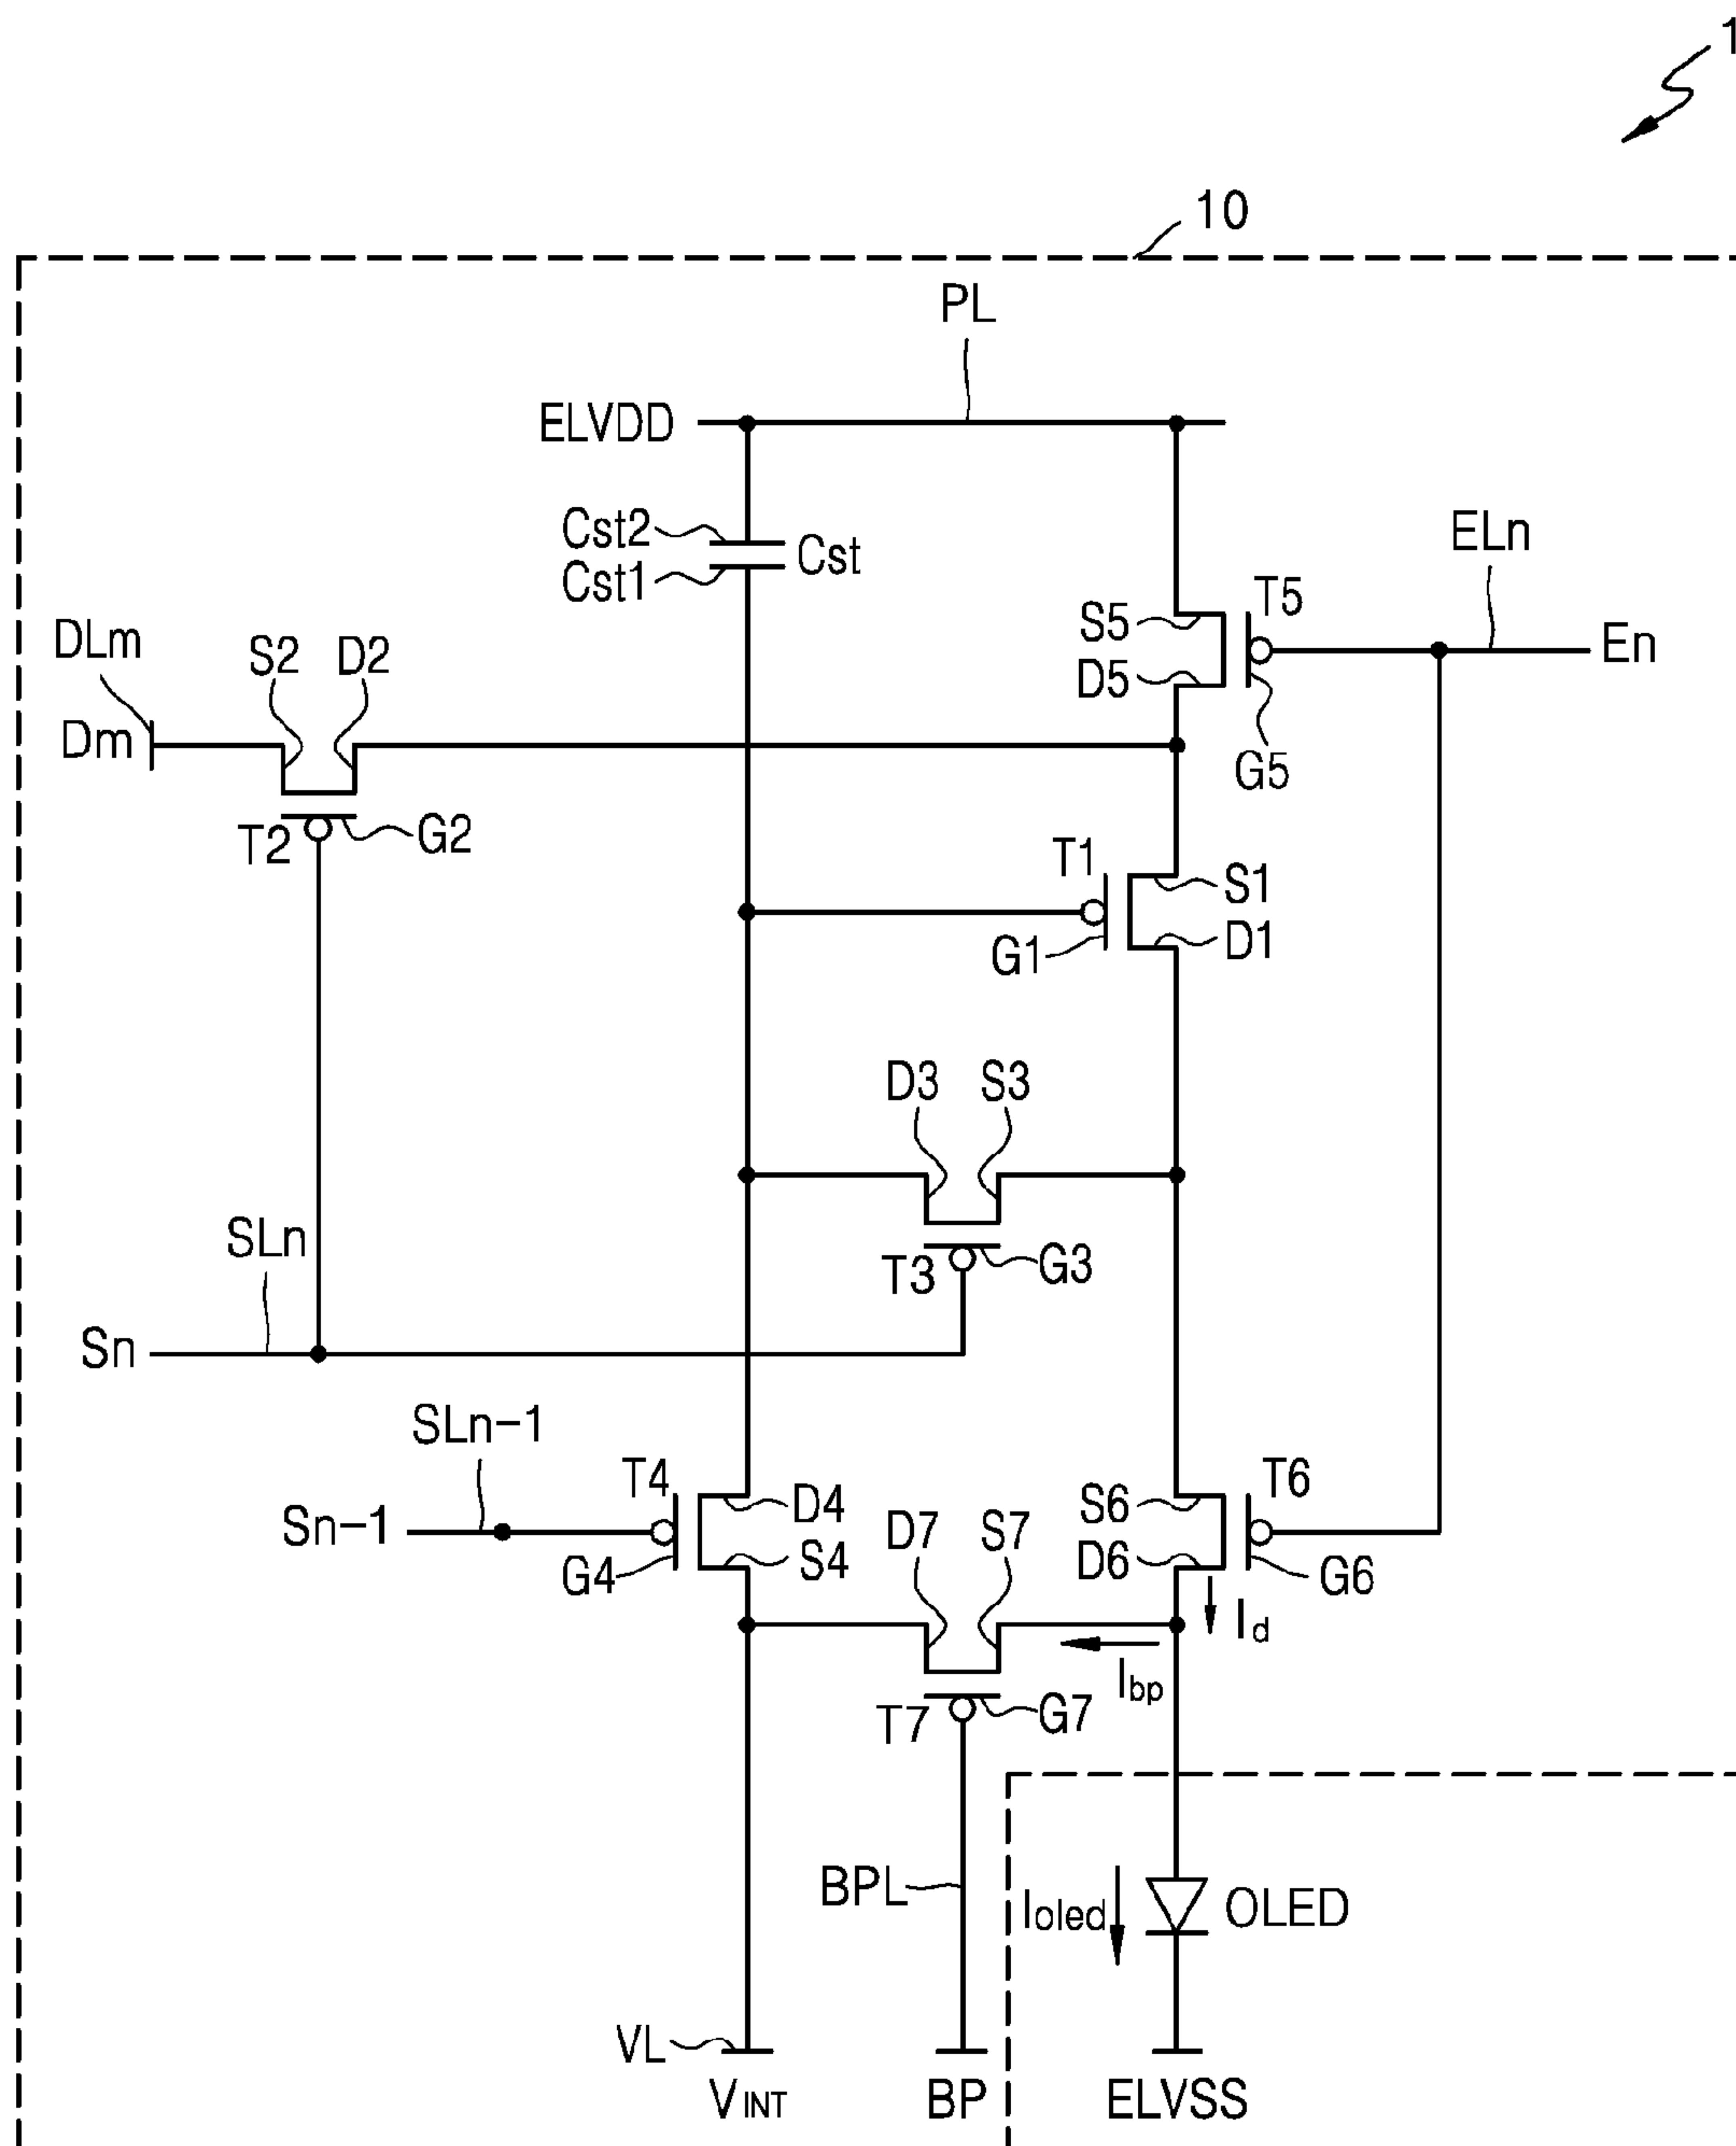 1
10
PL
ELVDD
Cst2
Cst
Cst1
ELn
T5
S5
En
D5
G5
DLm
S2
D2
Dm
T2
G2
T1
S1
G1
D1
D3
S3
SLn
T3
G3
Sn
SLn-1
T4
D4
S6
T6
Sn-1
D7
S7
G4
S4
D6
G6
Id
Ibp
T7
G7
BPL
Ioled
OLED
VL
VINT
BP
ELVSS